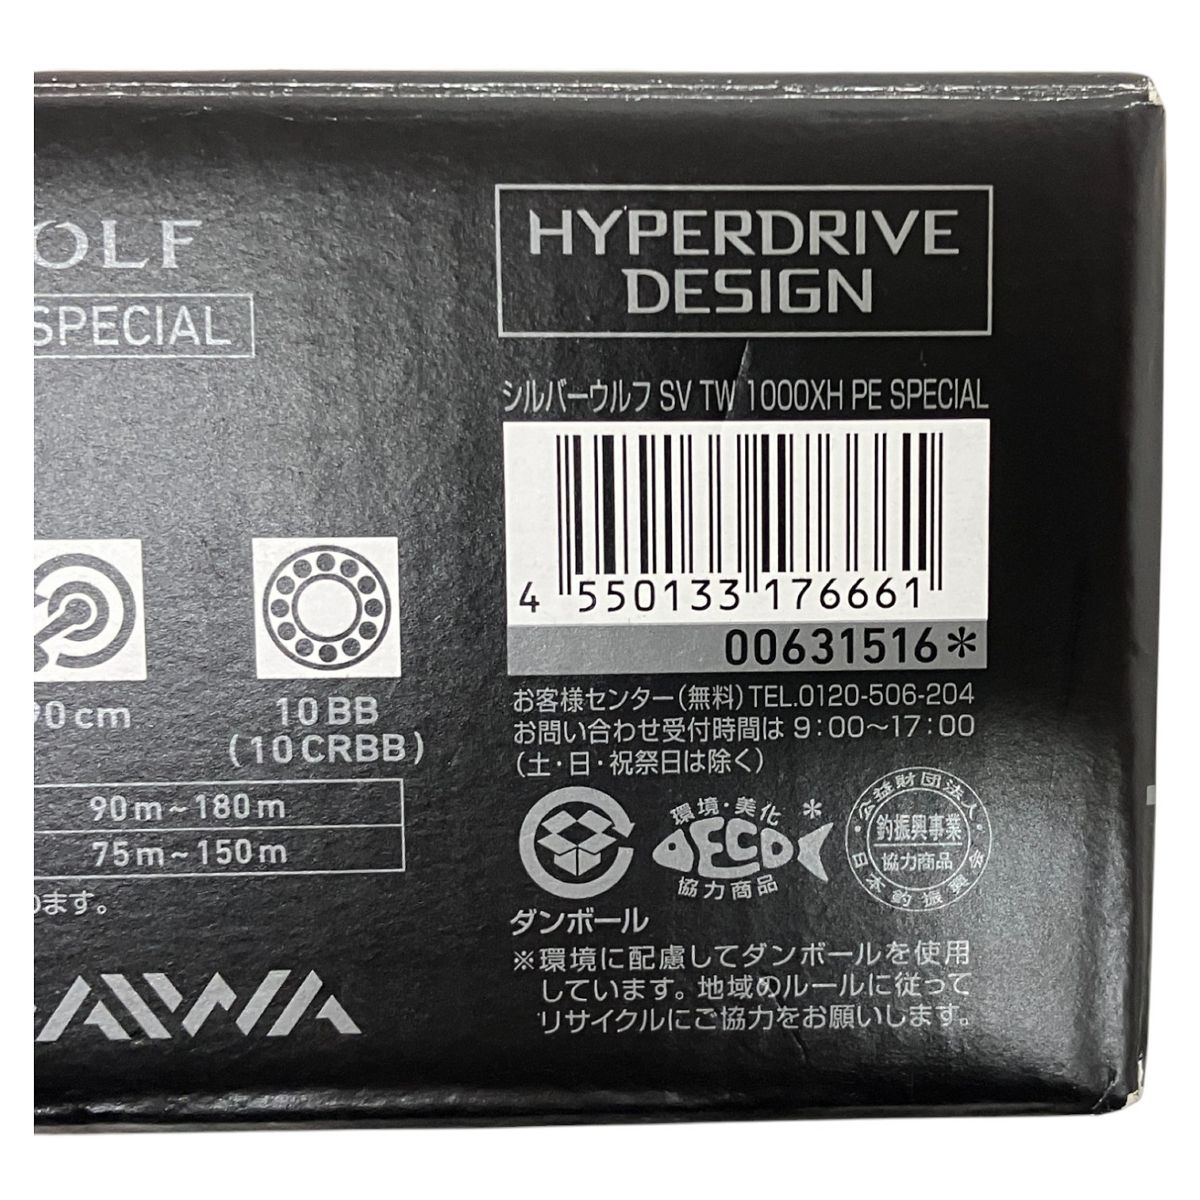 OLF
SPECIAL
HYPERDRIVE
DESIGN
シルバーウルフ SV TW 1000XH PE SPECIAL
4 550133 176661
00631516*
90cm
10BB
(10CRBB)
90m~180m
75m~150m
ります。
AIWA
お客様センター(無料)TEL.0120-506-204
お問い合わせ受付時間は 9:00~17:00
(土・日・祝祭日は除く)
環境・美化
DECO
協力商品
公益財団法人
釣振興事業
協力商品
日本釣振興会
ダンボール
※環境に配慮してダンボールを使用
しています。地域のルールに従って
リサイクルにご協力をお願いします。